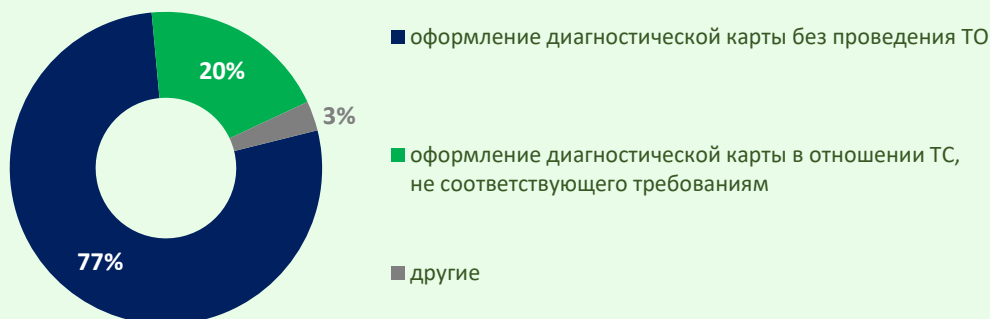 оформление диагностической карты без проведения ТО
20%
3%
оформление диагностической карты в отношении ТС,
не соответствующего требованиям
77%
другие